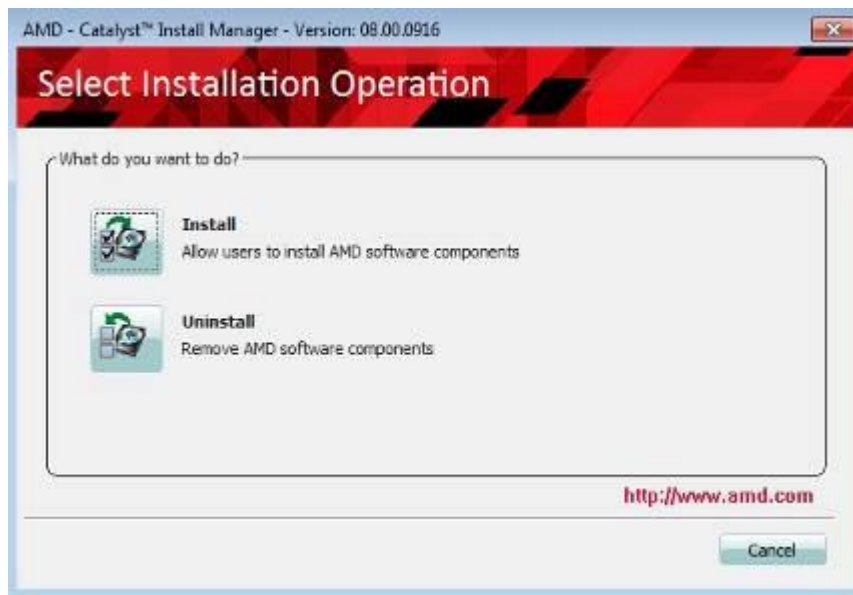 AMD - Catalyst™ Install Manager - Version: 08.00.0916
Select Installation Operation
What do you want to do?
Install
Allow users to install AMD software components
Uninstall
Remove AMD software components
http://www.amd.com
Cancel